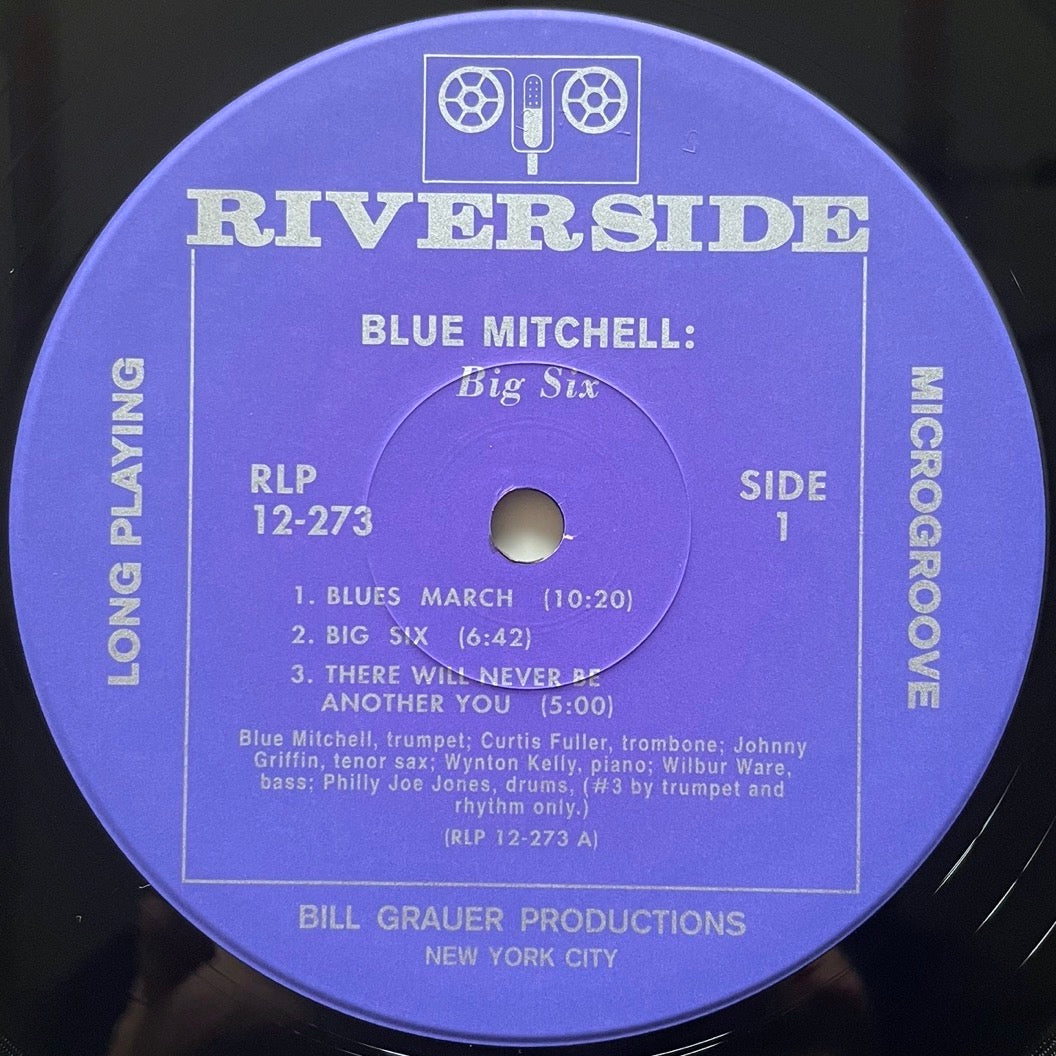 RIVERSIDE
BLUE MITCHELL:
Big Six
LONG PLAYING
RLP
12-273
SIDE
1
MICROGROOVE
1. BLUES MARCH (10:20)
2. BIG SIX (6:42)
3. THERE WILL NEVER BE
ANOTHER YOU (5:00)
Blue Mitchell, trumpet; Curtis Fuller, trombone; Johnny
Griffin, tenor sax; Wynton Kelly, piano; Wilbur Ware,
bass; Philly Joe Jones, drums, (#3 by trumpet and
rhythm only.)
(RLP 12-273 A)
BILL GRAUER PRODUCTIONS
NEW YORK CITY